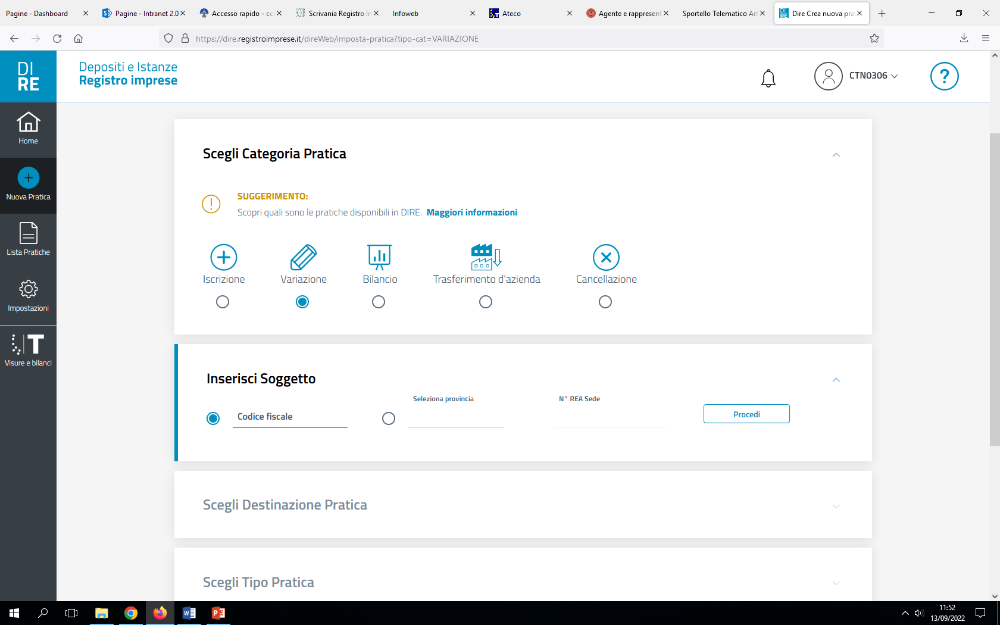 Pagine - Dashboard
Pagine - Intranet 2.0
Accesso rapido - cci
Scrivania Registro In
Infoweb
Ateco
Agente e rappresent
Sportello Telematico Art
Dire Crea nuova prat
https://dire.registroimprese.it/direWeb/imposta-pratica?tipo-cat=VARIAZIONE
DI
RE
Depositi e Istanze
Registro imprese
CTN0306
?
Home
Nuova Pratica
Lista Pratiche
Impostazioni
Visure e bilanci
Scegli Categoria Pratica
SUGGERIMENTO:
Scopri quali sono le pratiche disponibili in DIRE. Maggiori informazioni
Iscrizione
Variazione
Bilancio
Trasferimento d'azienda
Cancellazione
Inserisci Soggetto
Codice fiscale
Seleziona provincia
N° REA Sede
Procedi
Scegli Destinazione Pratica
Scegli Tipo Pratica
11:52
13/09/2022